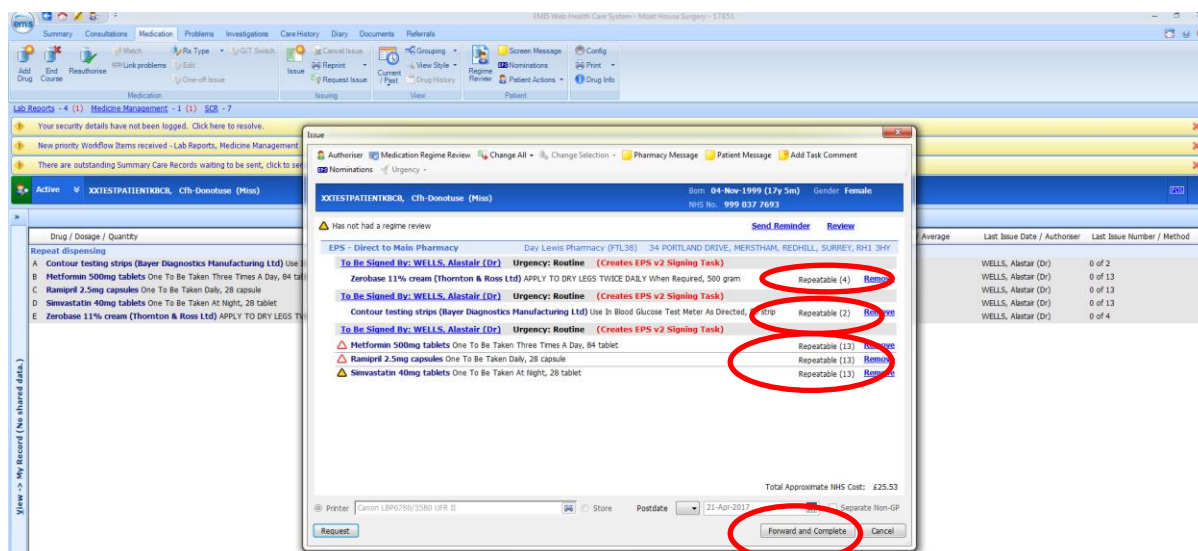 EMIS Web Health Care System - Moat House Surgery - 17851
emis
Summary Consultations Medication Problems Investigations Care History Diary Documents Referrals
Add Drug
End Course
Reauthorise
Match
Link problems
Rx Type
Edit
One-off Issue
G/T Switch
Medication
Issue
Cancel Issue
Reprint
Request Issue
Issuing
Current / Past
Grouping
View Style
Drug History
View
Regime Review
Screen Message
Nominations
Patient Actions
Patient
Config
Print
Drug Info
Lab Reports - 4 (1) Medicine Management - 1 (1) SCR - 7
Your security details have not been logged. Click here to resolve.
New priority Workflow Items received - Lab Reports, Medicine Management
There are outstanding Summary Care Records waiting to be sent, click to
Active XXTESTPATIENTKBCB, Cfh-Donotuse (Miss)
Drug / Dosage / Quantity
Average Last Issue Date / Authoriser Last Issue Number / Method
Repeat dispensing
A Contour testing strips (Bayer Diagnostics Manufacturing Ltd) Use WELLS, Alastair (Dr) 0 of 2
B Metformin 500mg tablets One To Be Taken Three Times A Day, 84 WELLS, Alastair (Dr) 0 of 13
C Ramipril 2.5mg capsules One To Be Taken Daily, 28 capsule WELLS, Alastair (Dr) 0 of 13
D Simvastatin 40mg tablets One To Be Taken At Night, 28 tablet WELLS, Alastair (Dr) 0 of 13
E Zerobase 11% cream (Thornton & Ross Ltd) APPLY TO DRY LEGS WELLS, Alastair (Dr) 0 of 4
View -> My Record (No shared data.)
Issue
Authoriser Medication Regime Review Change All Change Selection Pharmacy Message Patient Message Add Task Comment
Nominations Urgency
XXTESTPATIENTKBCB, Cfh-Donotuse (Miss)
Born 04-Nov-1999 (17y 5m) Gender Female
NHS No. 999 037 7693
Has not had a regime review Send Reminder Review
EPS - Direct to Main Pharmacy Day Lewis Pharmacy (FTL38) 34 PORTLAND DRIVE, MERSTHAM, REDHILL, SURREY, RH1 3HY
To Be Signed By: WELLS, Alastair (Dr) Urgency: Routine (Creates EPS v2 Signing Task)
Zerobase 11% cream (Thornton & Ross Ltd) APPLY TO DRY LEGS TWICE DAILY When Required, 500 gram Repeatable (4) Remove
To Be Signed By: WELLS, Alastair (Dr) Urgency: Routine (Creates EPS v2 Signing Task)
Contour testing strips (Bayer Diagnostics Manufacturing Ltd) Use In Blood Glucose Test Meter As Directed, strip Repeatable (2) Remove
To Be Signed By: WELLS, Alastair (Dr) Urgency: Routine (Creates EPS v2 Signing Task)
Metformin 500mg tablets One To Be Taken Three Times A Day, 84 tablet Repeatable (13) Remove
Ramipril 2.5mg capsules One To Be Taken Daily, 28 capsule Repeatable (13) Remove
Simvastatin 40mg tablets One To Be Taken At Night, 28 tablet Repeatable (13) Remove
Total Approximate NHS Cost: £25.53
Printer Canon LBP6780/3580 UFR II Store Postdate 21-Apr-2017 Separate Non-GP
Request Forward and Complete Cancel